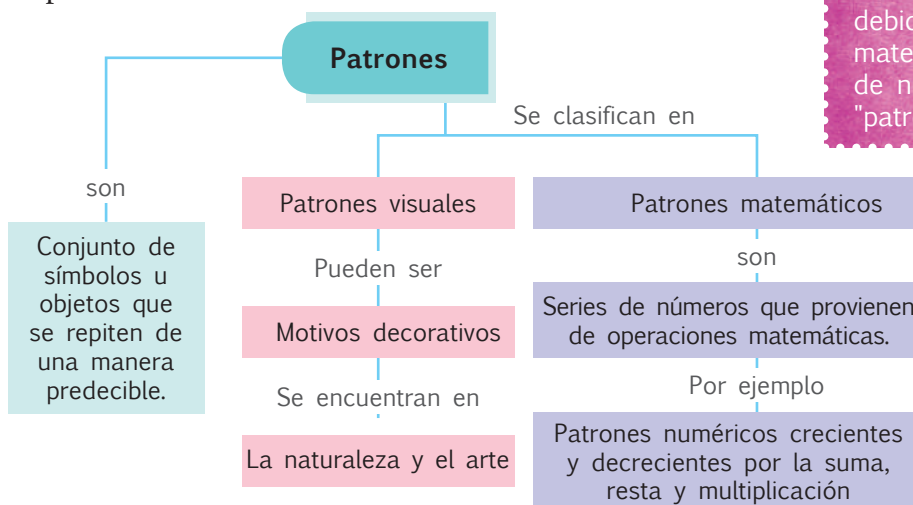 Patrones
Se clasifican en
son
Conjunto de
símbolos u
objetos que
se repiten de
una manera
predecible.
Patrones visuales
Pueden ser
Motivos decorativos
Se encuentran en
La naturaleza y el arte
Patrones matemáticos
son
Series de números que provienen
de operaciones matemáticas.
Por ejemplo
Patrones numéricos crecientes
y decrecientes por la suma,
resta y multiplicación